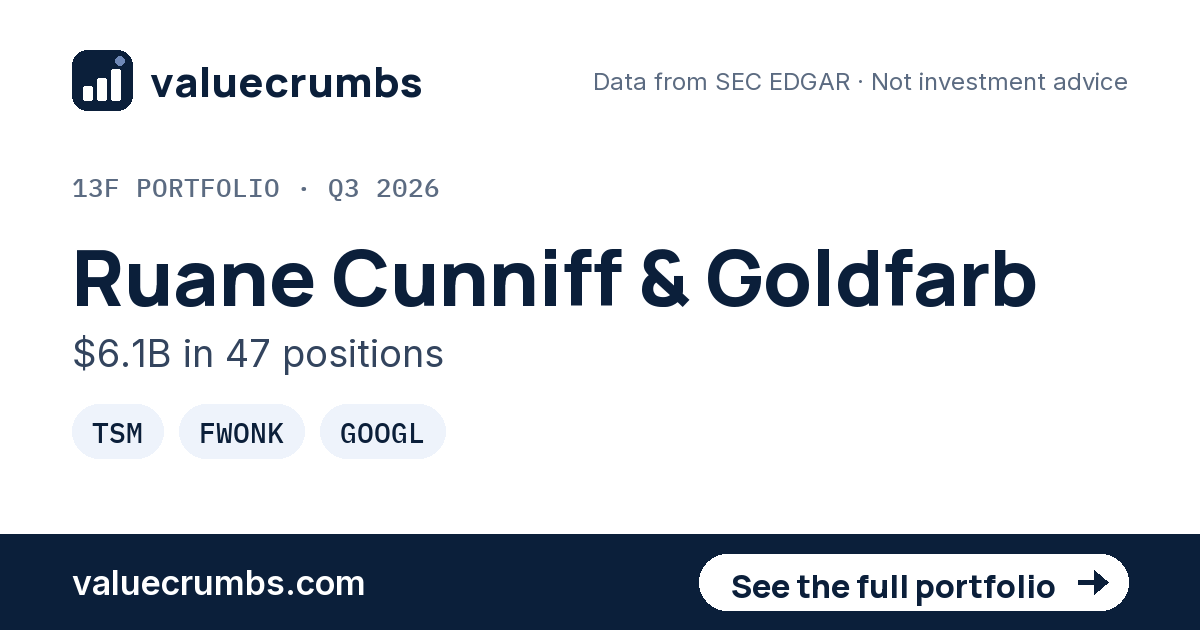 valuecrumbs
Data from SEC EDGAR · Not investment advice
13F PORTFOLIO · Q3 2026
Ruane Cunniff & Goldfarb
$6.1B in 47 positions
TSM FWONK GOOGL
valuecrumbs.com
See the full portfolio →